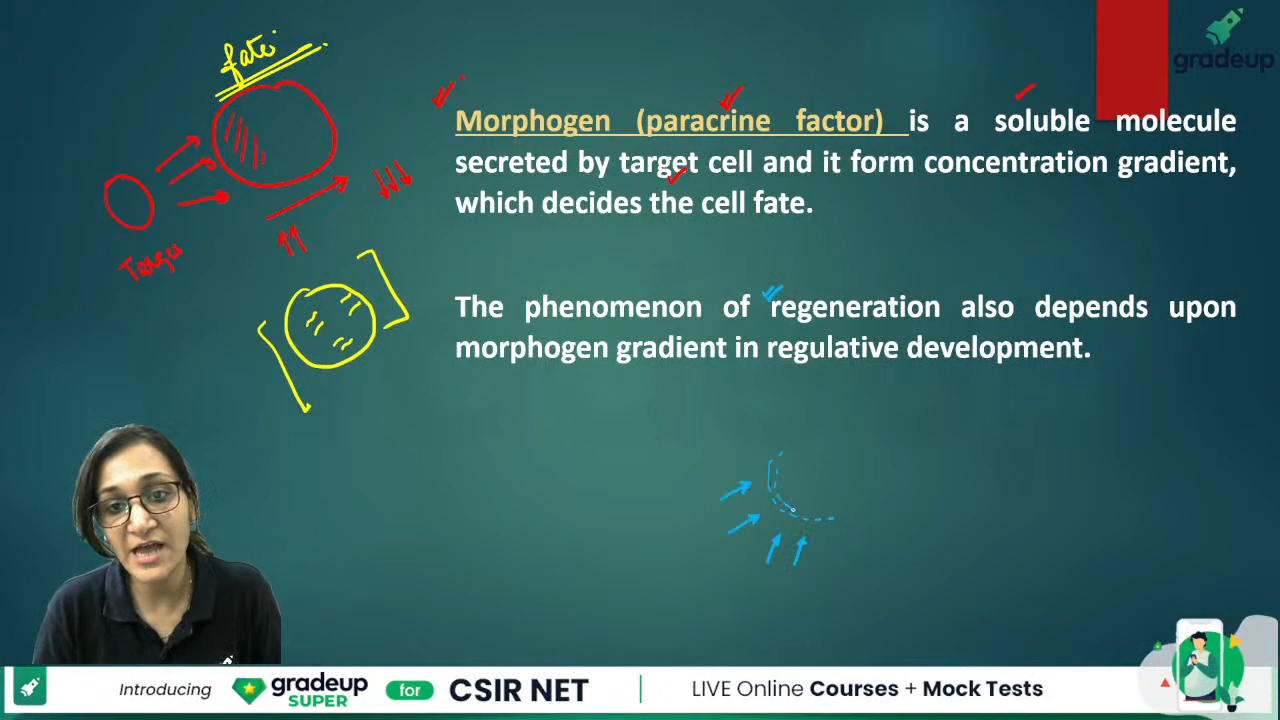 fate
gradeup
Morphogen (paracrine factor) is a soluble molecule
secreted by target cell and it form concentration gradient,
which decides the cell fate.
Target
The phenomenon of regeneration also depends upon
morphogen gradient in regulative development.
Introducing gradeup SUPER for CSIR NET LIVE Online Courses + Mock Tests